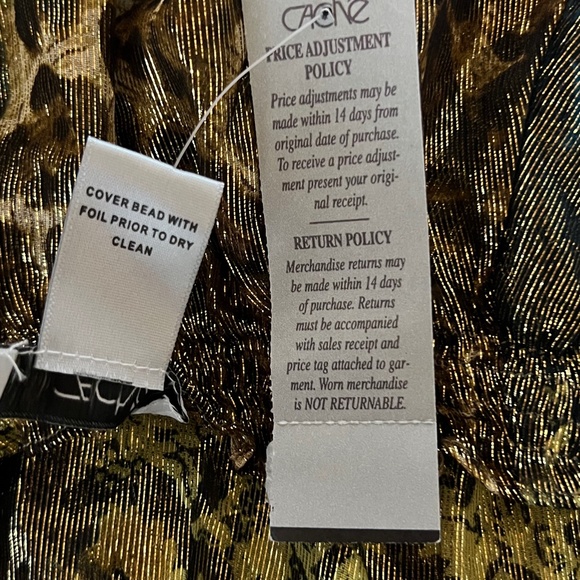 CACHE
PRICE ADJUSTMENT
POLICY
Price adjustments may be
made within 14 days from
original date of purchase.
To receive a price adjust-
ment present your origi-
nal receipt.
RETURN POLICY
Merchandise returns may
be made within 14 days
of purchase. Returns
must be accompanied
with sales receipt and
price tag attached to gar-
ment. Worn merchandise
is NOT RETURNABLE.
COVER BEAD WITH
FOIL PRIOR TO DRY
CLEAN